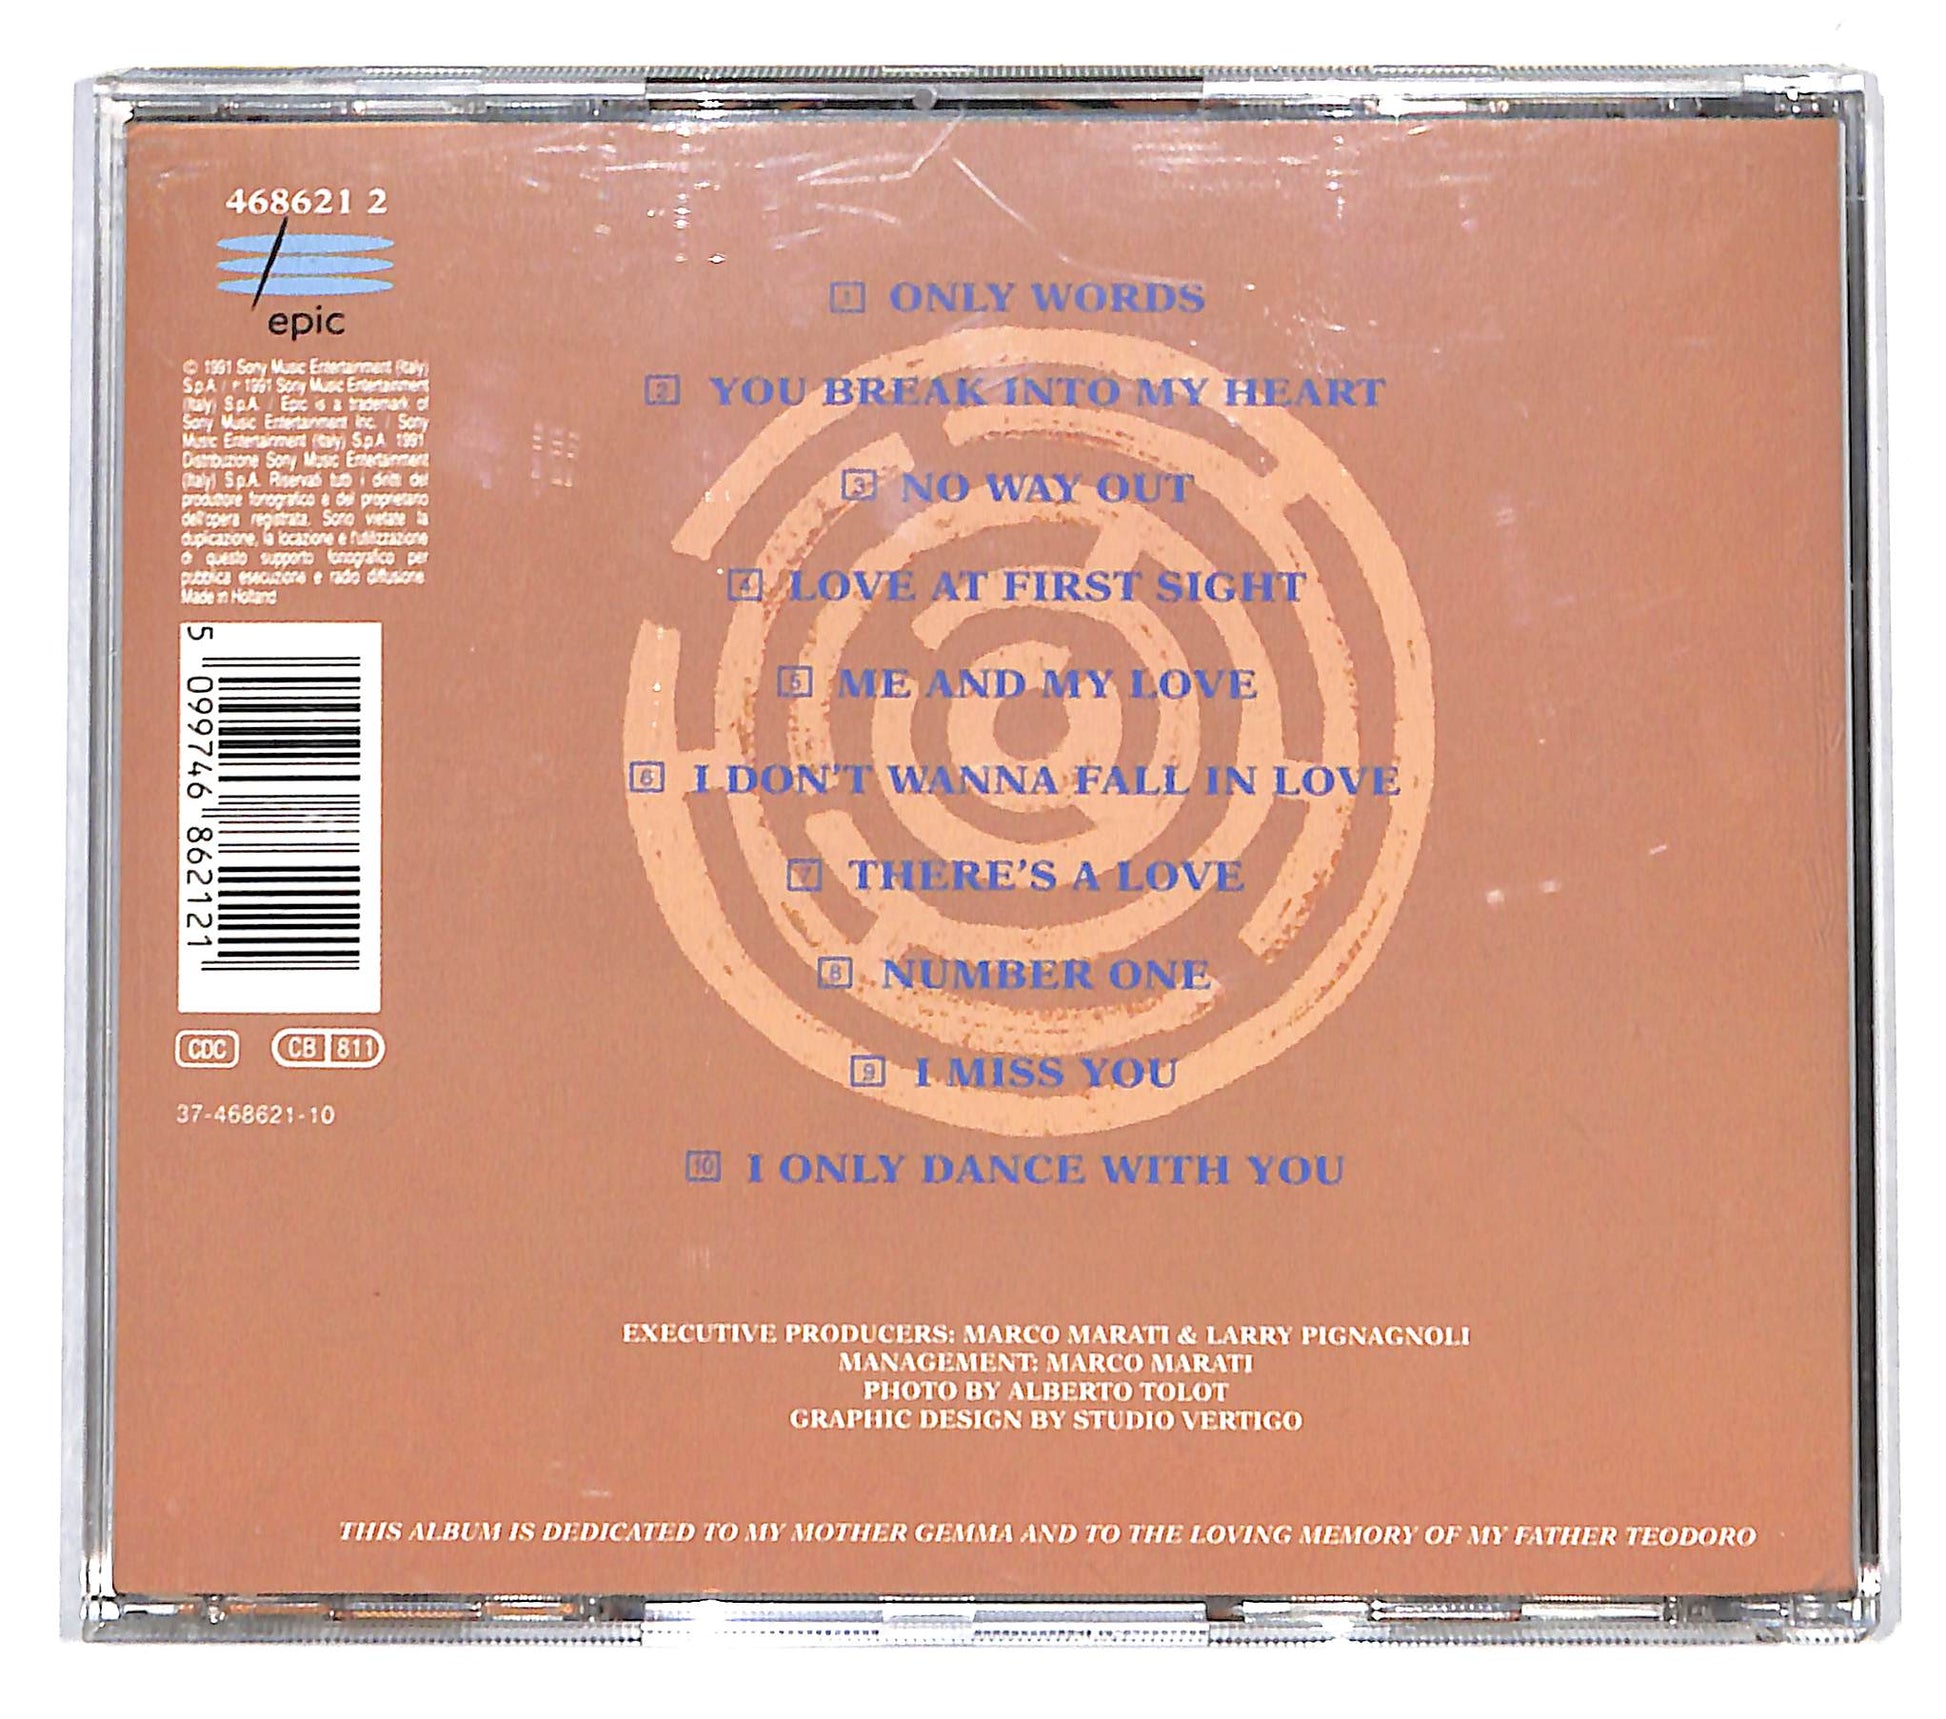 468621 2
epic
© 1991 Sony Music Entertainment (Italy)
S.p.A. / ℗ 1991 Sony Music Entertainment
(Italy) S.p.A. / Epic is a trademark of
Sony Music Entertainment Inc. / Sony
Music Entertainment (Italy) S.p.A. 1991.
Distribuzione Sony Music Entertainment
(Italy) S.p.A. Riservati tutti i diritti del
produttore fonografico e del proprietario
dell'opera registrata. Sono vietate la
duplicazione, la locazione e l'utilizzazione
di questo supporto fonografico per
pubblica esecuzione e radio diffusione.
Made in Holland
5 099746 862121
CDC CB 811
37-468621-10
1 ONLY WORDS
2 YOU BREAK INTO MY HEART
3 NO WAY OUT
4 LOVE AT FIRST SIGHT
5 ME AND MY LOVE
6 I DON'T WANNA FALL IN LOVE
7 THERE'S A LOVE
8 NUMBER ONE
9 I MISS YOU
10 I ONLY DANCE WITH YOU
EXECUTIVE PRODUCERS: MARCO MARATI & LARRY PIGNAGNOLI
MANAGEMENT: MARCO MARATI
PHOTO BY ALBERTO TOLOT
GRAPHIC DESIGN BY STUDIO VERTIGO
THIS ALBUM IS DEDICATED TO MY MOTHER GEMMA AND TO THE LOVING MEMORY OF MY FATHER TEODORO